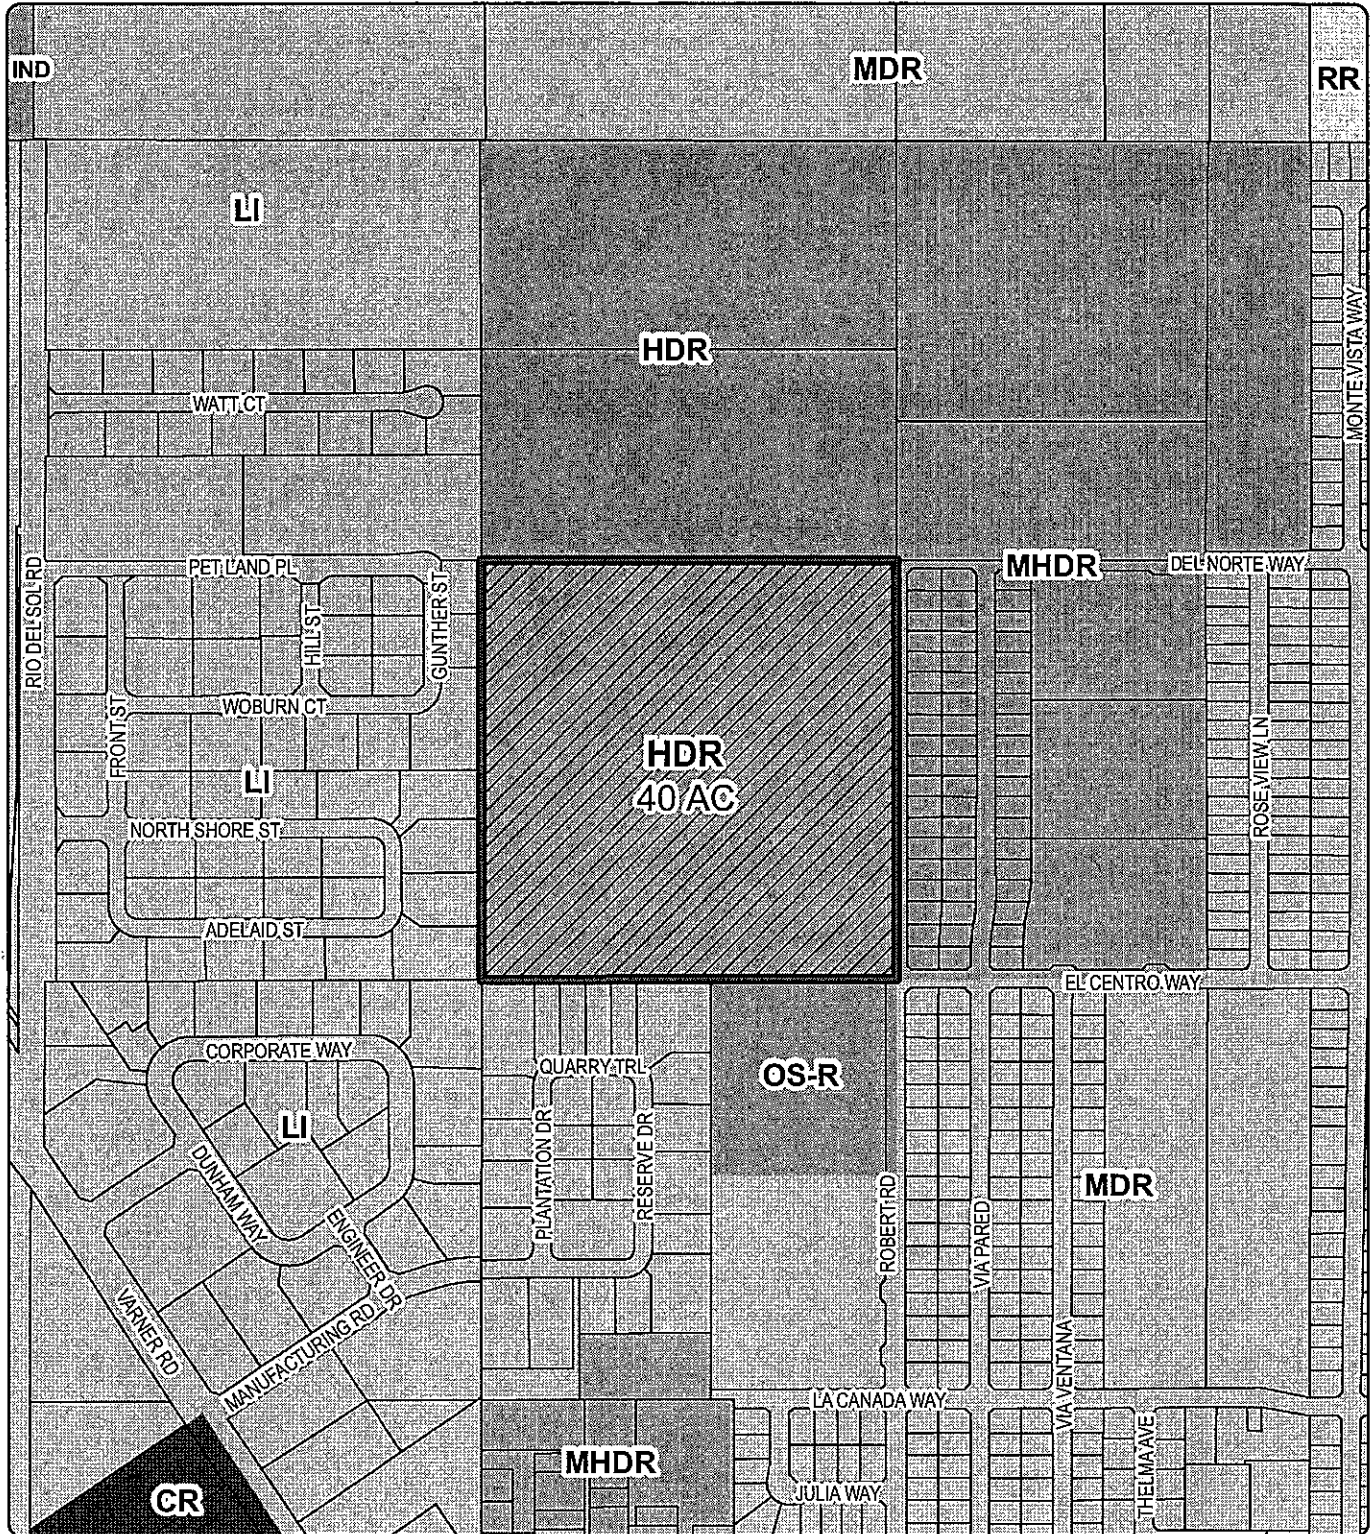 IND
MDR
RR
LI
HDR
MONTE VISTA WAY
WATT CT
RIO DEL SOL RD
PET LAND PL
MHDR
DEL NORTE WAY
HILL ST
GUNTHER ST
FRONT ST
WOBURN CT
HDR
40 AC
LI
ROSE VIEW LN
NORTH SHORE ST
ADELAID ST
EL CENTRO WAY
CORPORATE WAY
QUARRY TRL
OS-R
LI
PLANTATION DR
RESERVE DR
DUNHAM WAY
ENGINEER DR
ROBERT RD
VIA PARED
MDR
VARNER RD
MANUFACTURING RD
VIA VENTANA
LA CANADA WAY
THELMA AVE
MHDR
JULIA WAY
CR